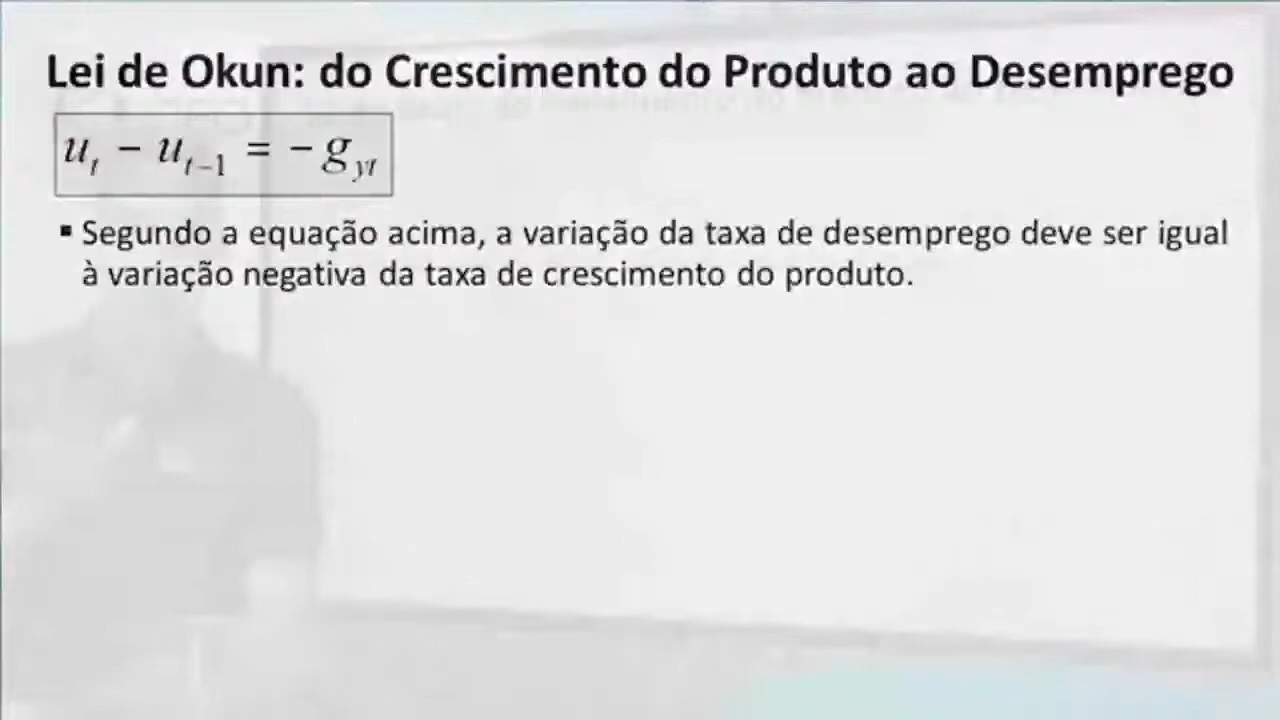 Lei de Okun: do Crescimento do Produto ao Desemprego
u_t − u_{t−1} = − g_{yt}
▪ Segundo a equação acima, a variação da taxa de desemprego deve ser igual
à variação negativa da taxa de crescimento do produto.